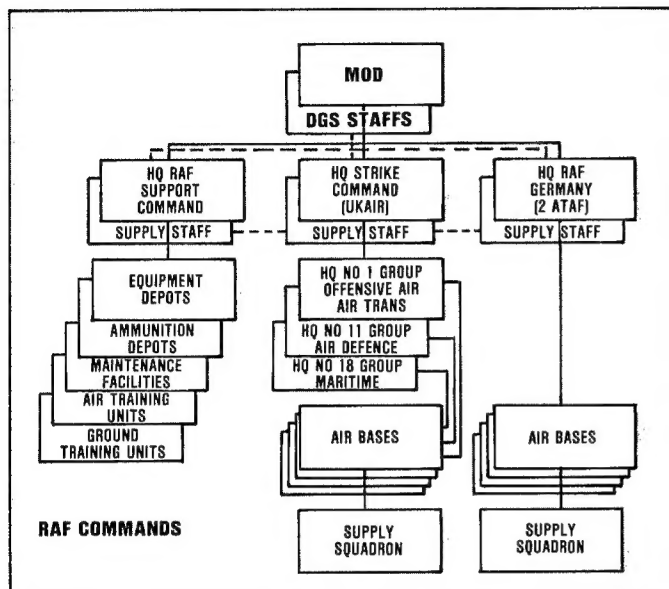 MOD
DGS STAFFS
HQ RAF
SUPPORT
COMMAND
SUPPLY STAFF
HQ STRIKE
COMMAND
(UKAIR)
SUPPLY STAFF
HQ RAF
GERMANY
(2 ATAF)
SUPPLY STAFF
EQUIPMENT
DEPOTS
AMMUNITION
DEPOTS
MAINTENANCE
FACILITIES
AIR TRAINING
UNITS
GROUND
TRAINING UNITS
HQ NO 1 GROUP
OFFENSIVE AIR
AIR TRANS
HQ NO 11 GROUP
AIR DEFENCE
HQ NO 18 GROUP
MARITIME
AIR BASES
SUPPLY
SQUADRON
AIR BASES
SUPPLY
SQUADRON
RAF COMMANDS